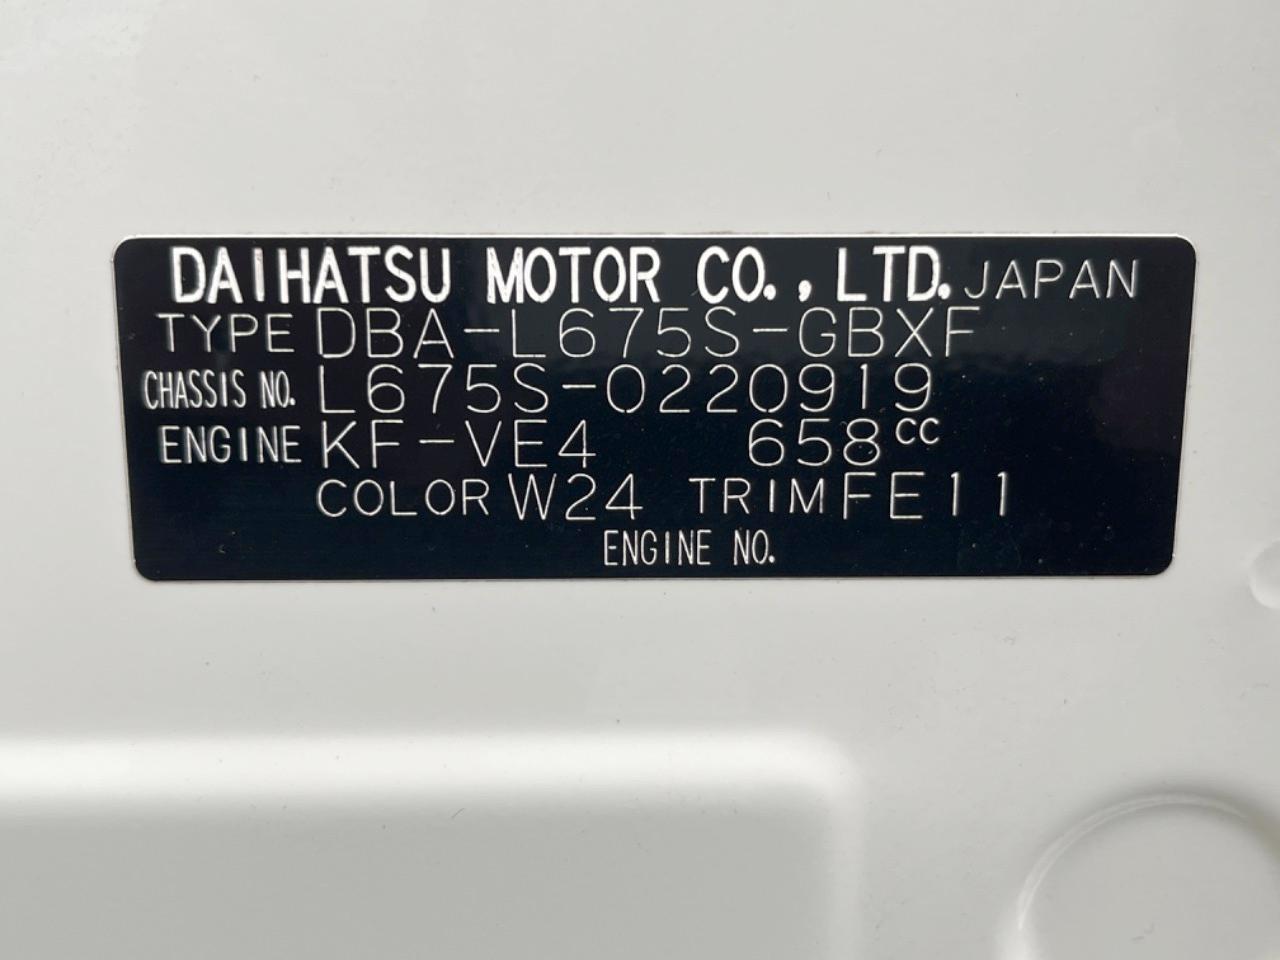 DAIHATSU MOTOR CO., LTD. JAPAN
TYPE DBA-L675S-GBXF
CHASSIS NO. L675S-0220919
ENGINE KF-VE4 658cc
COLOR W24 TRIM FE11
ENGINE NO.